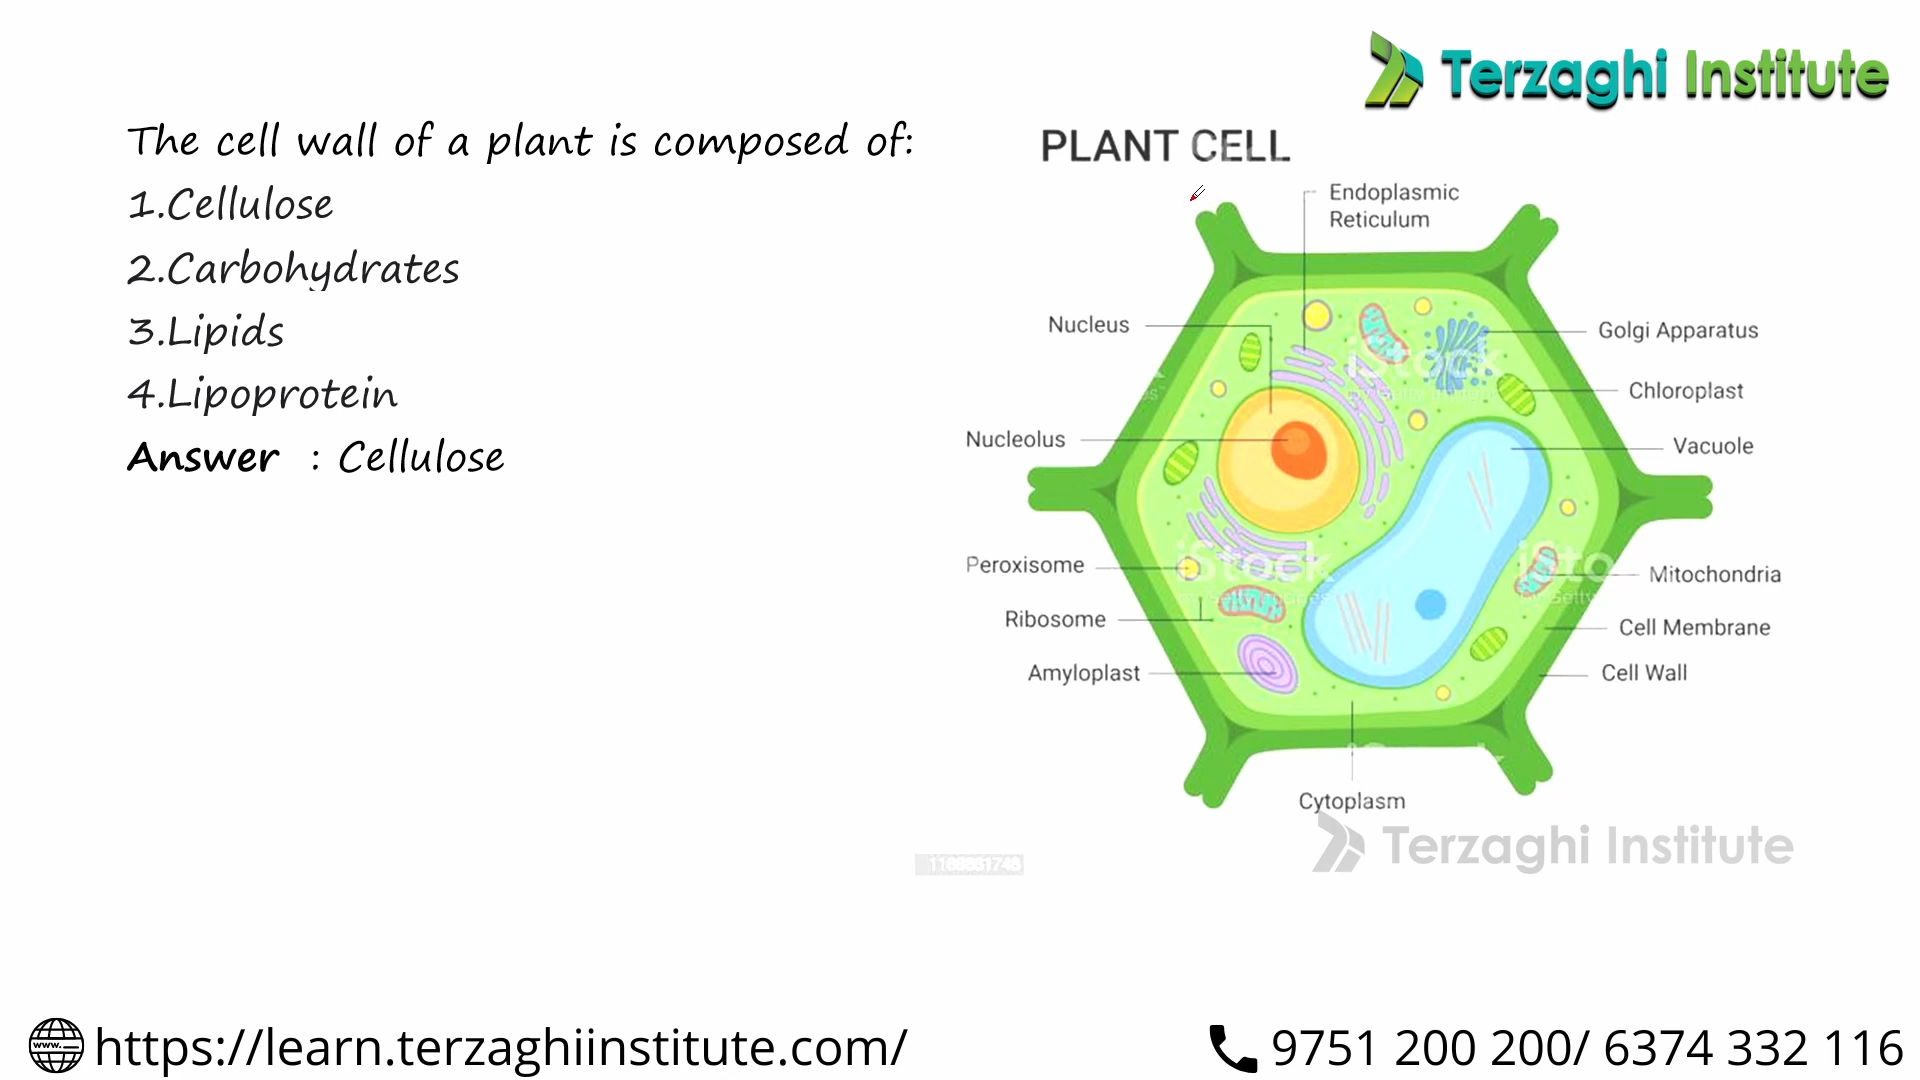 Terzaghi Institute
The cell wall of a plant is composed of:
1.Cellulose
2.Carbohydrates
3.Lipids
4.Lipoprotein
Answer : Cellulose
PLANT CELL
Endoplasmic
Reticulum
Nucleus
Golgi Apparatus
Chloroplast
Nucleolus
Vacuole
Peroxisome
Mitochondria
Ribosome
Cell Membrane
Amyloplast
Cell Wall
Cytoplasm
iStock
iStock
Terzaghi Institute
https://learn.terzaghiinstitute.com/
9751 200 200/ 6374 332 116